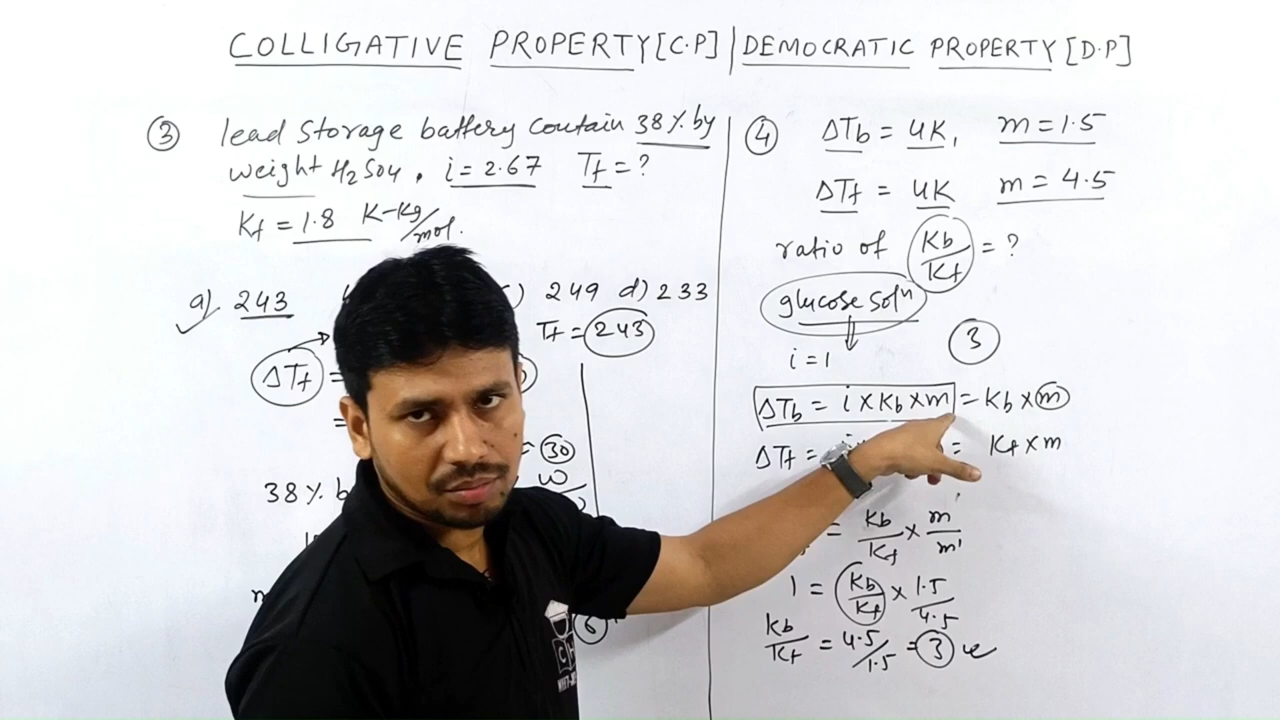 COLLIGATIVE PROPERTY [C.P] | DEMOCRATIC PROPERTY [D.P]
③ lead storage battery contain 38% by
weight H₂SO₄, i = 2.67 Tf = ?
Kf = 1.8 K-Kg/mol.
a) 243 249 d) 233
Tf = 243
ΔTf =
=
= 30
38% b W
6
④ ΔTb = 4K, m = 1.5
ΔTf = 4K m = 4.5
ratio of Kb/Kf = ?
glucose solⁿ
i = 1 3
ΔTb = i × Kb × m = Kb × m
ΔTf = i = Kf × m
= Kb/Kf × m/m'
1 = Kb/Kf × 1.5/4.5
Kb/Kf = 4.5/1.5 = 3